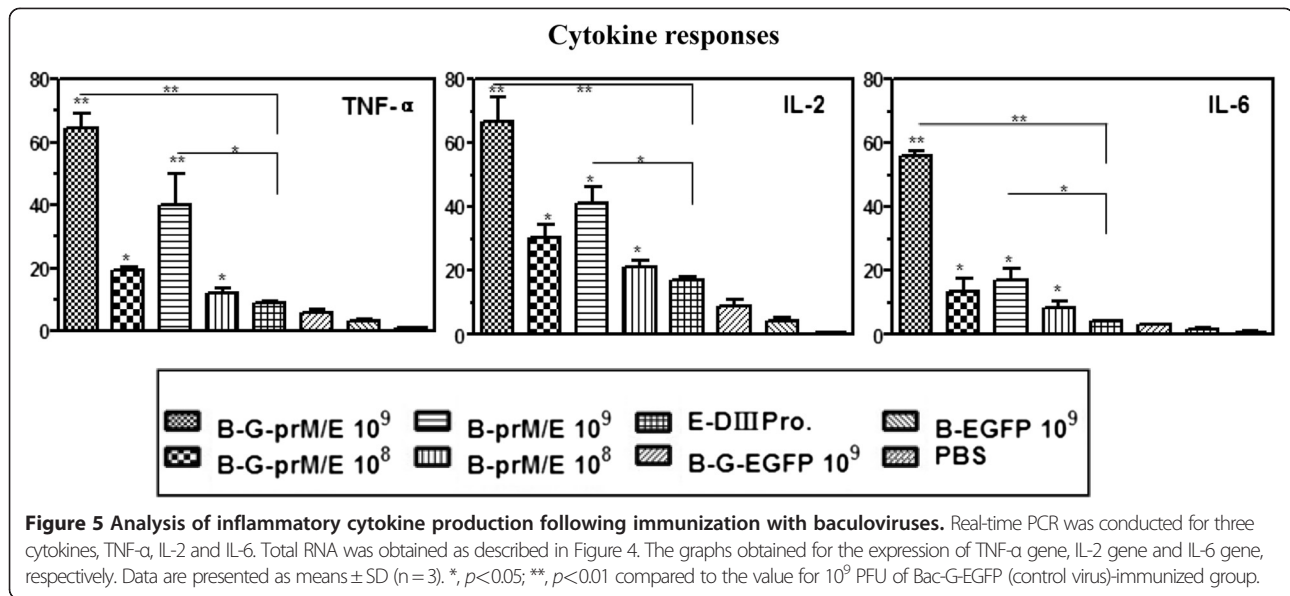 Cytokine responses
80
60
40
20
0
**
*
**
*
**
*
TNF-α
80
60
40
20
0
**
*
*
*
**
*
IL-2
80
60
40
20
0
**
*
*
*
**
*
IL-6
B-G-prM/E 10⁹
B-prM/E 10⁹
E-DIII Pro.
B-EGFP 10⁹
B-G-prM/E 10⁸
B-prM/E 10⁸
B-G-EGFP 10⁹
PBS
Figure 5 Analysis of inflammatory cytokine production following immunization with baculoviruses. Real-time PCR was conducted for three
cytokines, TNF-α, IL-2 and IL-6. Total RNA was obtained as described in Figure 4. The graphs obtained for the expression of TNF-α gene, IL-2 gene and IL-6 gene,
respectively. Data are presented as means ± SD (n = 3). *, p<0.05; **, p<0.01 compared to the value for 10⁹ PFU of Bac-G-EGFP (control virus)-immunized group.